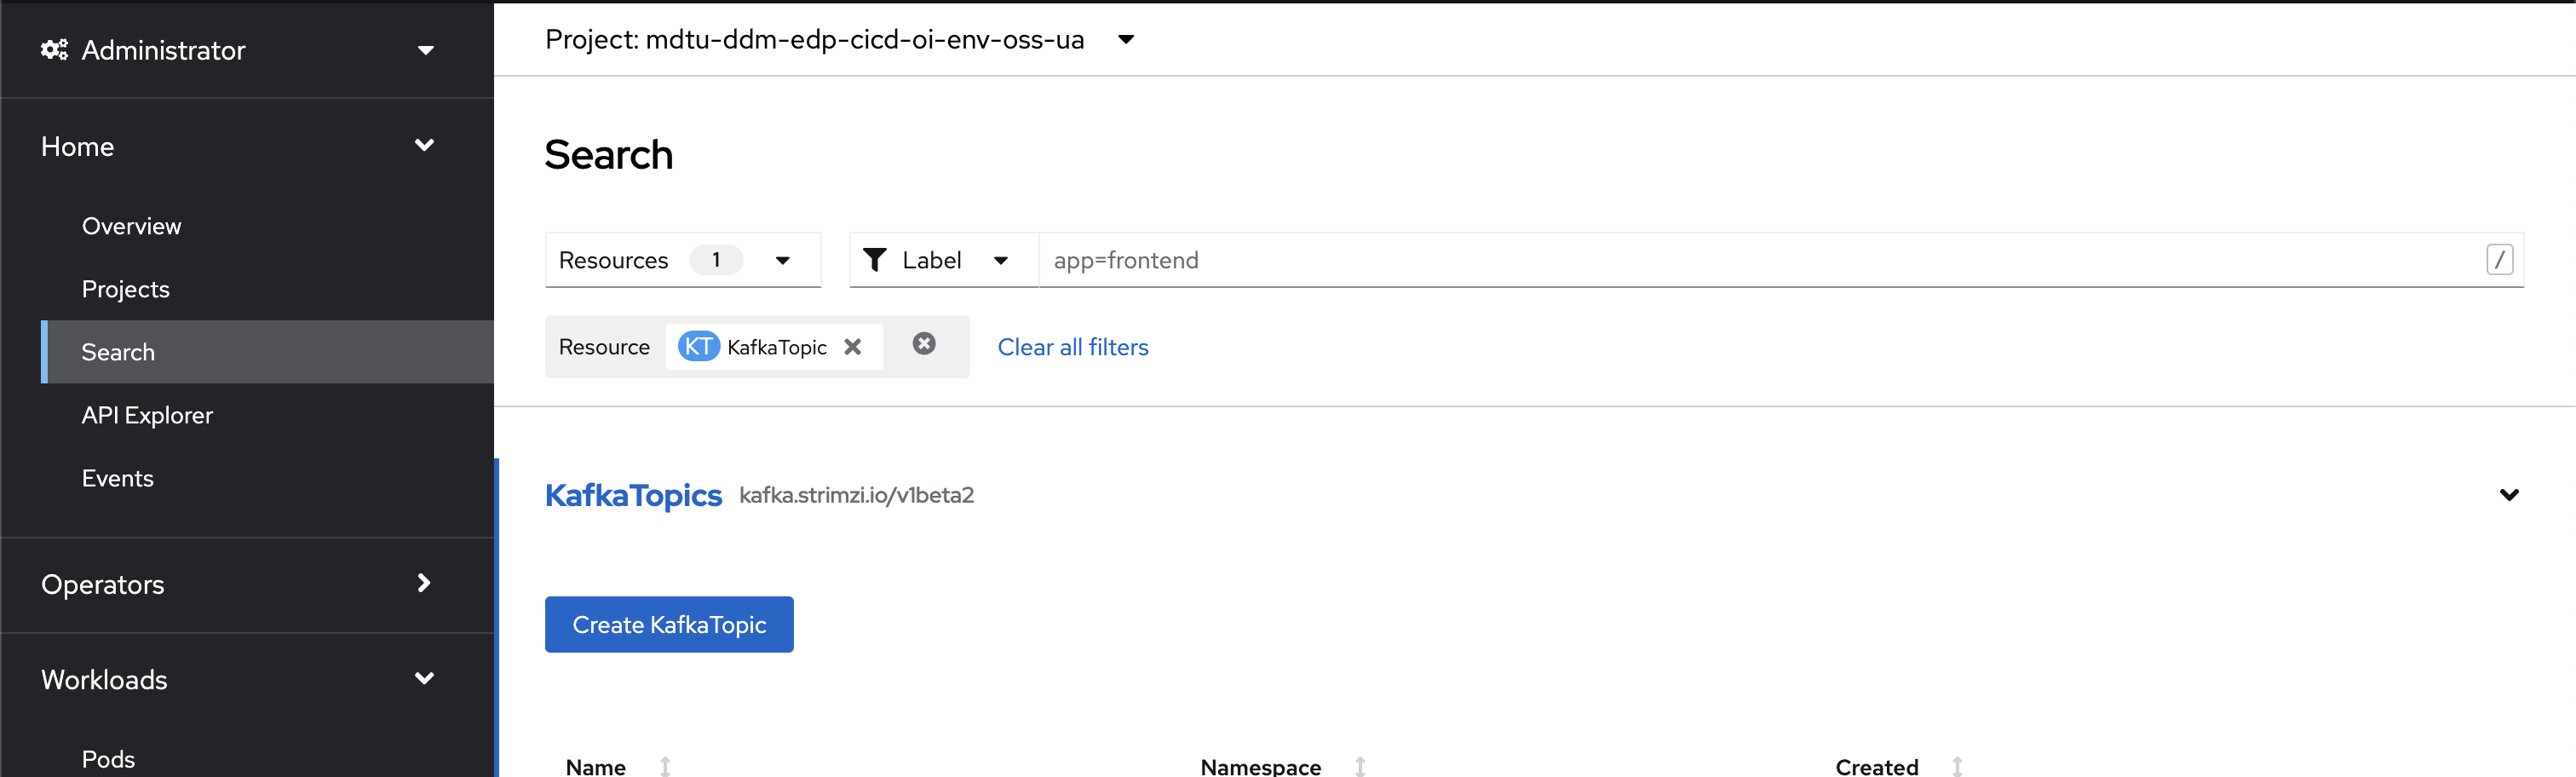 Administrator
Home
Overview
Projects
Search
API Explorer
Events
Operators
Workloads
Pods
Project: mdtu-ddm-edp-cicd-oi-env-oss-ua
Search
Resources 1 Label app=frontend /
Resource KT KafkaTopic Clear all filters
KafkaTopics kafka.strimzi.io/v1beta2
Create KafkaTopic
Name Namespace Created